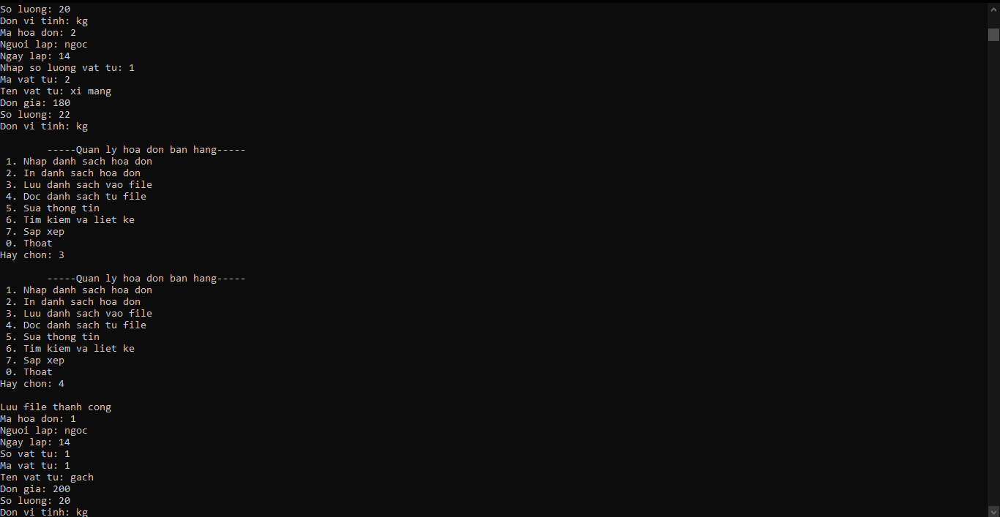 So luong: 20
Don vi tinh: kg
Ma hoa don: 2
Nguoi lap: ngoc
Ngay lap: 14
Nhap so luong vat tu: 1
Ma vat tu: 2
Ten vat tu: xi mang
Don gia: 180
So luong: 22
Don vi tinh: kg
-----Quan ly hoa don ban hang-----
1. Nhap danh sach hoa don
2. In danh sach hoa don
3. Luu danh sach vao file
4. Doc danh sach tu file
5. Sua thong tin
6. Tim kiem va liet ke
7. Sap xep
0. Thoat
Hay chon: 3
-----Quan ly hoa don ban hang-----
1. Nhap danh sach hoa don
2. In danh sach hoa don
3. Luu danh sach vao file
4. Doc danh sach tu file
5. Sua thong tin
6. Tim kiem va liet ke
7. Sap xep
0. Thoat
Hay chon: 4
Luu file thanh cong
Ma hoa don: 1
Nguoi lap: ngoc
Ngay lap: 14
So vat tu: 1
Ma vat tu: 1
Ten vat tu: gach
Don gia: 200
So luong: 20
Don vi tinh: kg